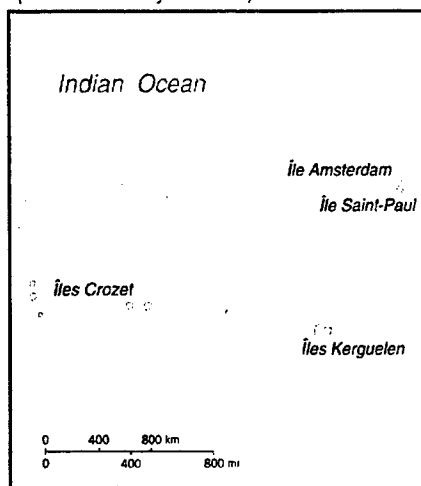 Indian Ocean
Île Amsterdam
Île Saint-Paul
Îles Crozet
Îles Kerguelen
0 400 800 km
0 400 800 mi